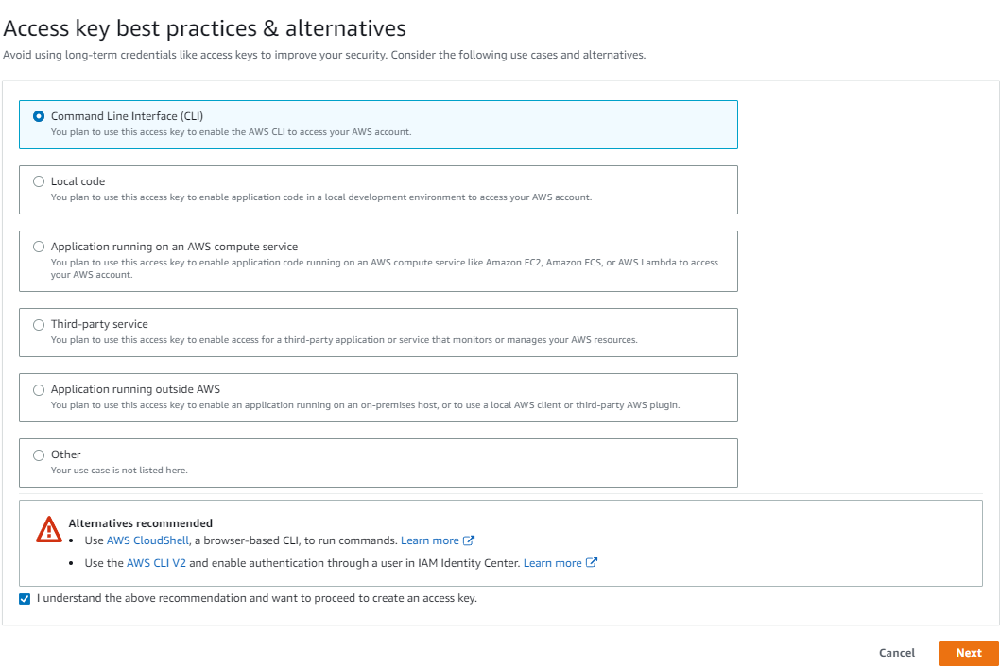 Access key best practices & alternatives
Avoid using long-term credentials like access keys to improve your security. Consider the following use cases and alternatives.
Command Line Interface (CLI)
You plan to use this access key to enable the AWS CLI to access your AWS account.
Local code
You plan to use this access key to enable application code in a local development environment to access your AWS account.
Application running on an AWS compute service
You plan to use this access key to enable application code running on an AWS compute service like Amazon EC2, Amazon ECS, or AWS Lambda to access
your AWS account.
Third-party service
You plan to use this access key to enable access for a third-party application or service that monitors or manages your AWS resources.
Application running outside AWS
You plan to use this access key to enable an application running on an on-premises host, or to use a local AWS client or third-party AWS plugin.
Other
Your use case is not listed here.
Alternatives recommended
• Use AWS CloudShell, a browser-based CLI, to run commands. Learn more
• Use the AWS CLI V2 and enable authentication through a user in IAM Identity Center. Learn more
I understand the above recommendation and want to proceed to create an access key.
Cancel Next